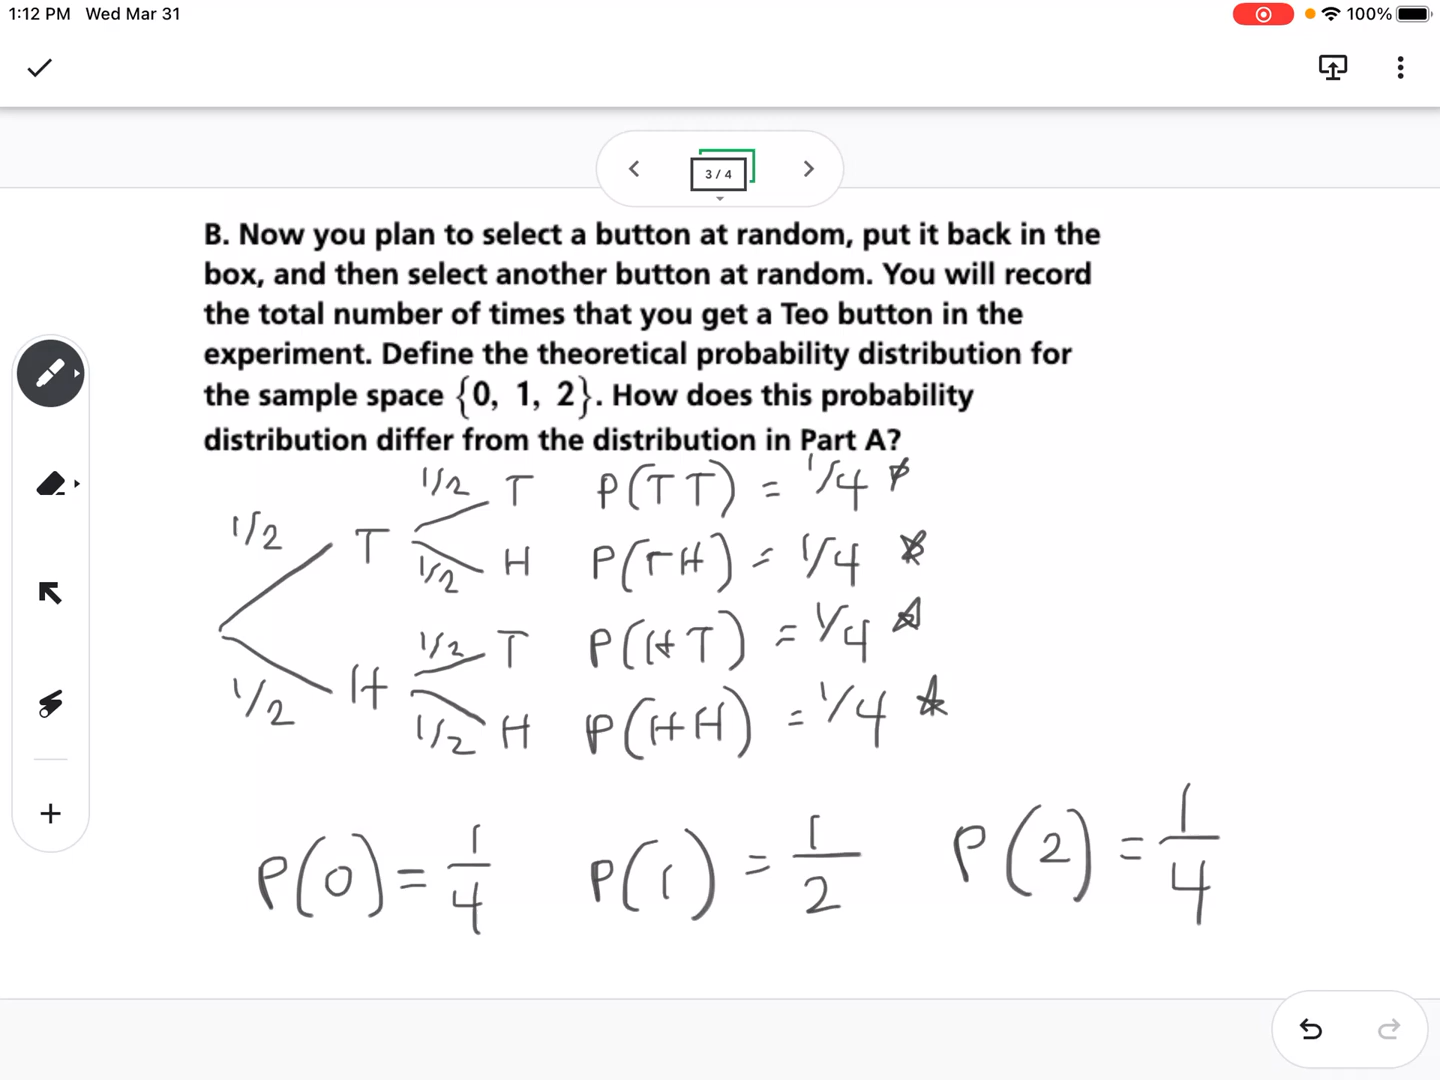 1:12 PM Wed Mar 31
100%
3 / 4
B. Now you plan to select a button at random, put it back in the
box, and then select another button at random. You will record
the total number of times that you get a Teo button in the
experiment. Define the theoretical probability distribution for
the sample space {0, 1, 2}. How does this probability
distribution differ from the distribution in Part A?
1/2 T P(TT) = 1/4
1/2 T
1/2 H P(TH) = 1/4
1/2 T P(HT) = 1/4
1/2 H
1/2 H P(HH) = 1/4
P(0) = 1/4 P(1) = 1/2 P(2) = 1/4